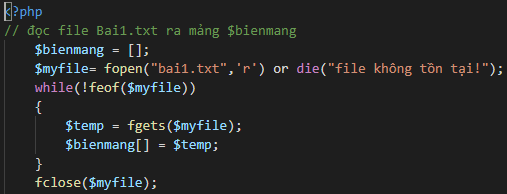 <?php
// đọc file Bai1.txt ra mảng $bienmang
$bienmang = [];
$myfile= fopen("bai1.txt",'r') or die("file không tồn tại!");
while(!feof($myfile))
{
$temp = fgets($myfile);
$bienmang[] = $temp;
}
fclose($myfile);